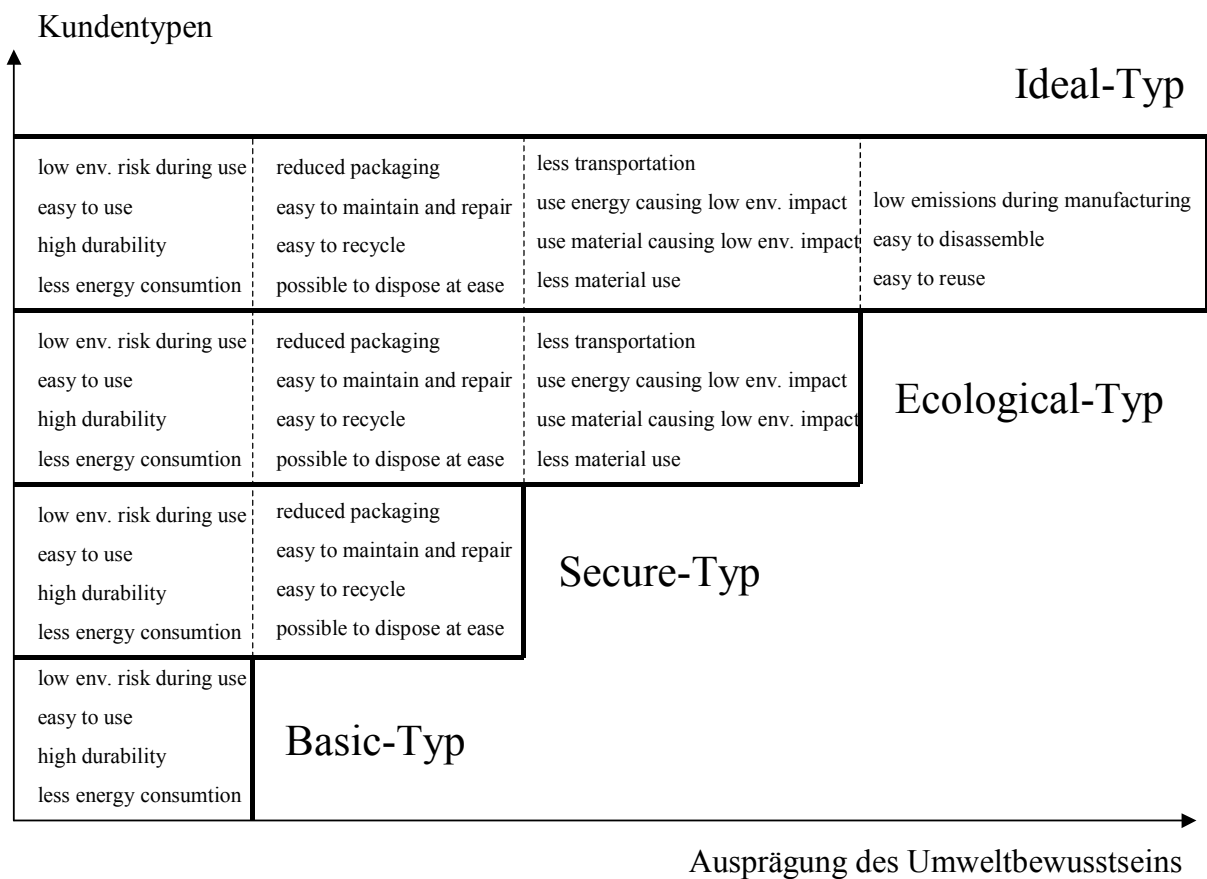 Kundentypen
Ideal-Typ
low env. risk during use
easy to use
high durability
less energy consumtion
reduced packaging
easy to maintain and repair
easy to recycle
possible to dispose at ease
less transportation
use energy causing low env. impact
use material causing low env. impact
less material use
low emissions during manufacturing
easy to disassemble
easy to reuse
low env. risk during use
easy to use
high durability
less energy consumtion
reduced packaging
easy to maintain and repair
easy to recycle
possible to dispose at ease
less transportation
use energy causing low env. impact
use material causing low env. impact
less material use
Ecological-Typ
low env. risk during use
easy to use
high durability
less energy consumtion
reduced packaging
easy to maintain and repair
easy to recycle
possible to dispose at ease
Secure-Typ
low env. risk during use
easy to use
high durability
less energy consumtion
Basic-Typ
Ausprägung des Umweltbewusstseins